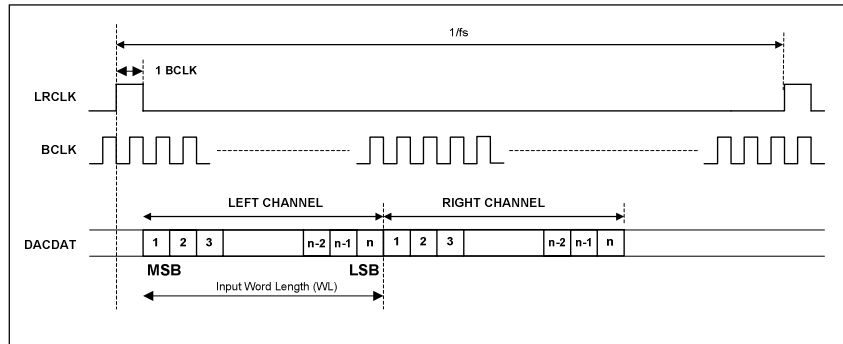 1/fs
1 BCLK
LRCLK
BCLK
LEFT CHANNEL RIGHT CHANNEL
DACDAT 1 2 3 n-2 n-1 n 1 2 3 n-2 n-1 n
MSB LSB
Input Word Length (WL)